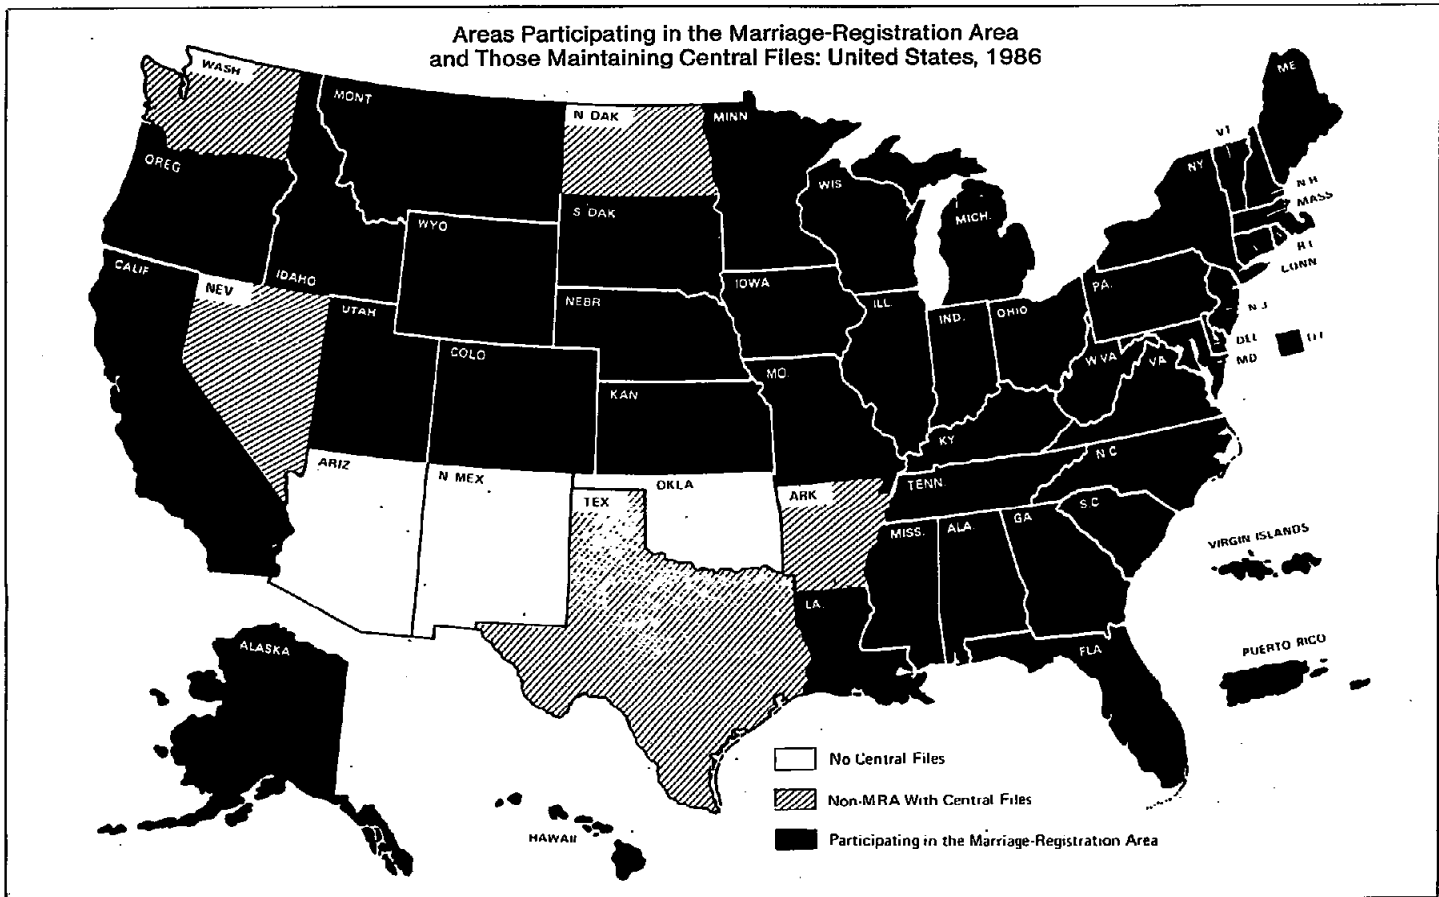 Areas Participating in the Marriage-Registration Area
and Those Maintaining Central Files: United States, 1986
WASH
MONT
N DAK
MINN
ME
VT
OREG
NY
WIS
N H
MASS
S DAK
MICH.
WYO
R I
CONN
CALIF
IDAHO
NEV
IOWA
PA.
NEBR
UTAH
ILL.
IND.
OHIO
N J
DEL
COLO
W VA
VA
MD
MO.
KAN
KY
N C
ARIZ
N MEX
OKLA
TENN.
TEX
ARK
S.C
MISS.
ALA.
GA
VIRGIN ISLANDS
LA.
ALASKA
FLA
PUERTO RICO
No Central Files
Non-MRA With Central Files
HAWAII
Participating in the Marriage-Registration Area